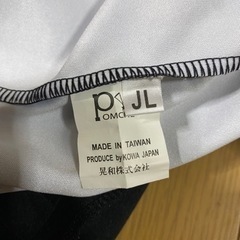 JL
MADE IN TAIWAN
PRODUCE by KOWA JAPAN
晃和株式会社